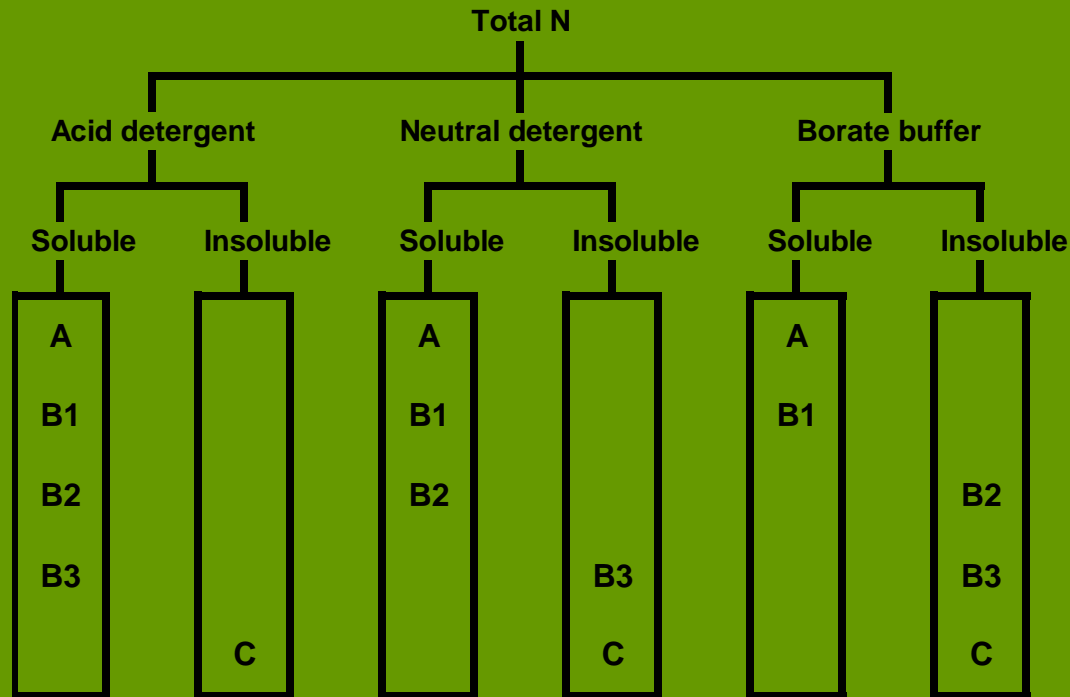 Total N
Acid detergent Neutral detergent Borate buffer
Soluble Insoluble Soluble Insoluble Soluble Insoluble
A A A
B1 B1 B1
B2 B2 B2
B3 B3 B3
C C C